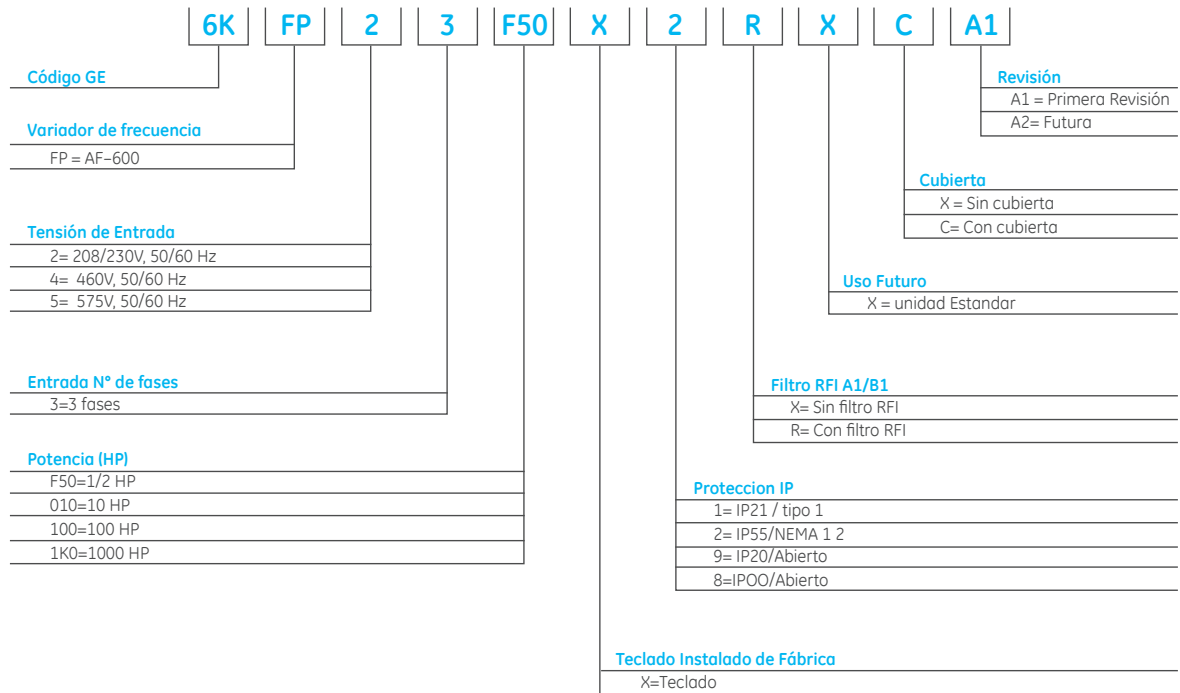 6K FP 2 3 F50 X 2 R X C A1
Código GE
Variador de frecuencia
FP = AF-600
Tensión de Entrada
2= 208/230V, 50/60 Hz
4= 460V, 50/60 Hz
5= 575V, 50/60 Hz
Entrada N° de fases
3=3 fases
Potencia (HP)
F50=1/2 HP
010=10 HP
100=100 HP
1K0=1000 HP
Revisión
A1 = Primera Revisión
A2= Futura
Cubierta
X = Sin cubierta
C= Con cubierta
Uso Futuro
X = unidad Estandar
Filtro RFI A1/B1
X= Sin filtro RFI
R= Con filtro RFI
Proteccion IP
1= IP21 / tipo 1
2= IP55/NEMA 1 2
9= IP20/Abierto
8=IPOO/Abierto
Teclado Instalado de Fábrica
X=Teclado